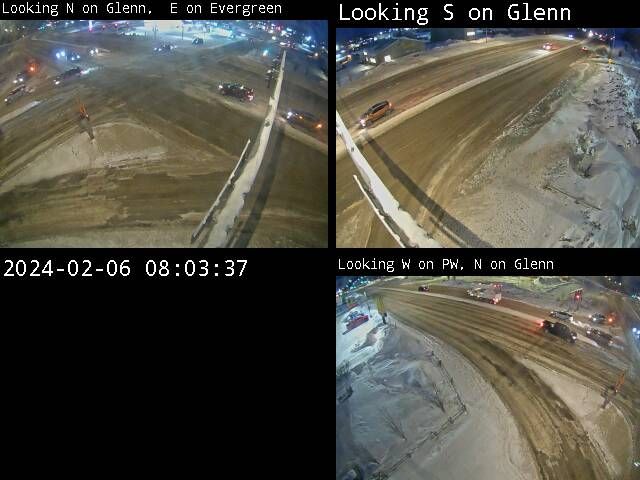 Looking N on Glenn,  E on Evergreen
Looking S on Glenn
2024-02-06 08:03:37
Looking W on PW, N on Glenn